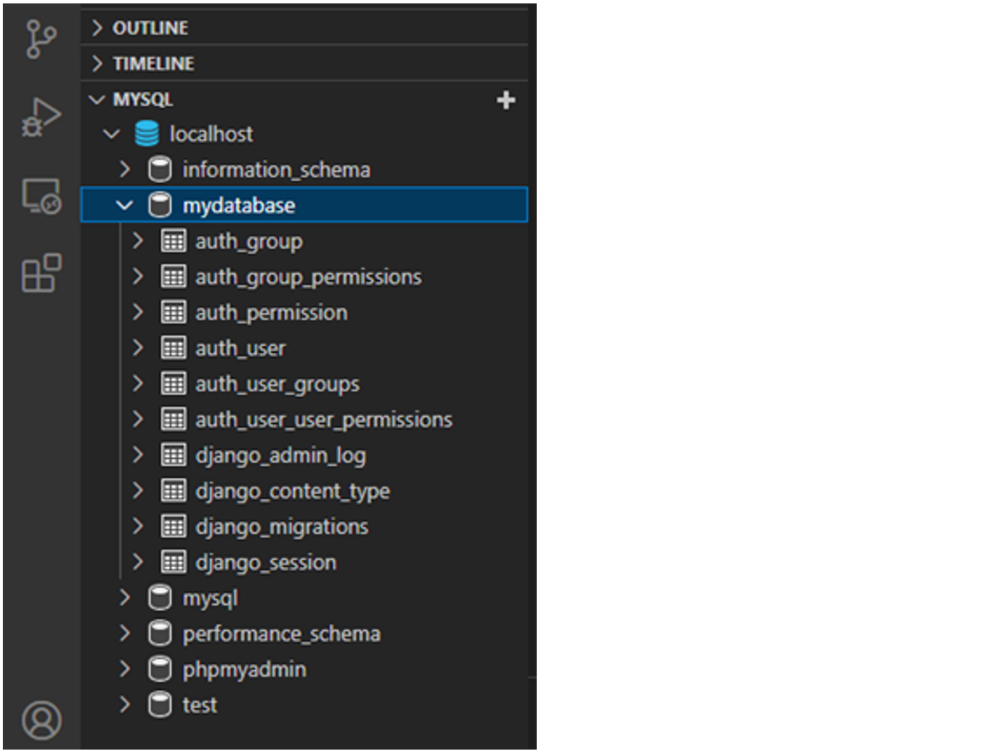 OUTLINE
TIMELINE
MYSQL
localhost
information_schema
mydatabase
auth_group
auth_group_permissions
auth_permission
auth_user
auth_user_groups
auth_user_user_permissions
django_admin_log
django_content_type
django_migrations
django_session
mysql
performance_schema
phpmyadmin
test